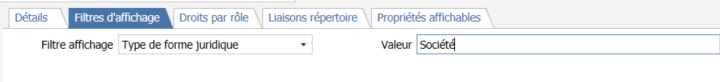 Détails Filtres d'affichage Droits par rôle Liaisons répertoire Propriétés affichables
Filtre affichage Type de forme juridique Valeur Société